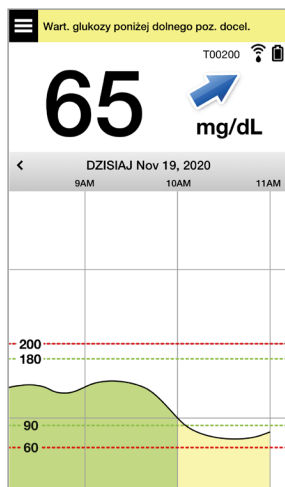 Wart. glukozy poniżej dolnego poz. docel.
T00200
65
mg/dL
DZISIAJ Nov 19, 2020
9AM 10AM 11AM
200
180
90
60